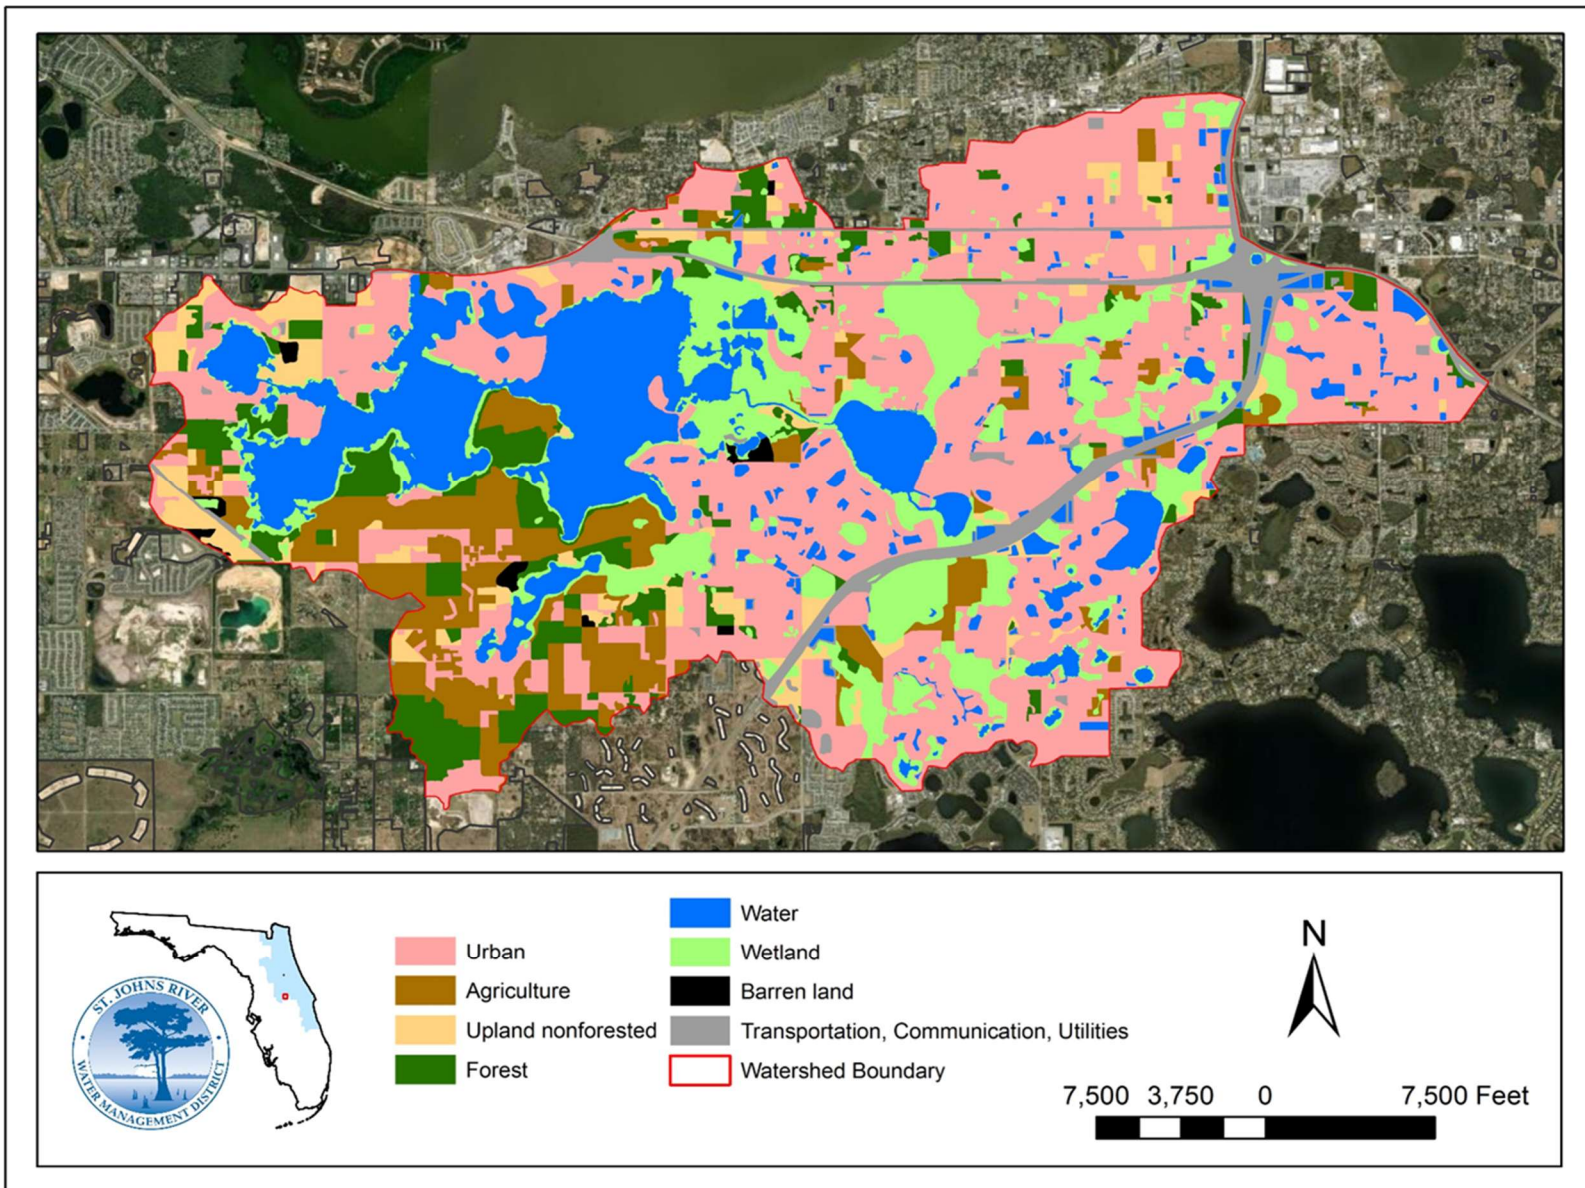 Urban
Agriculture
Upland nonforested
Forest
Water
Wetland
Barren land
Transportation, Communication, Utilities
Watershed Boundary
ST. JOHNS RIVER
WATER MANAGEMENT DISTRICT
N
7,500 3,750 0 7,500 Feet